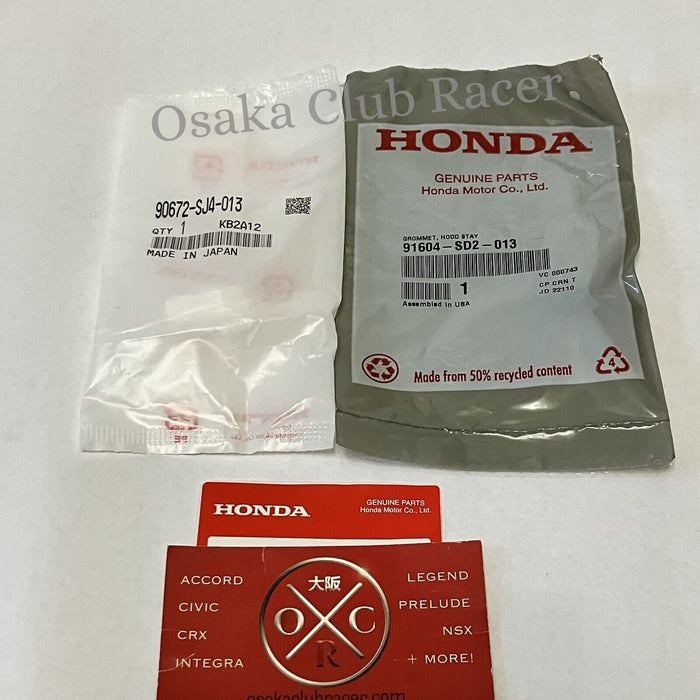 Osaka Club Racer
90672-SJ4-013
QTY 1 KB2A12
MADE IN JAPAN
HONDA
GENUINE PARTS
Honda Motor Co., Ltd.
GROMMET, HOOD STAY
91604-SD2-013
VC 000743
1
CP CRN T
JD 22110
Assembled in USA
Made from 50% recycled content
4
HONDA
GENUINE PARTS
Honda Motor Co., Ltd.
ACCORD
CIVIC
CRX
INTEGRA
大阪
O C
R
LEGEND
PRELUDE
NSX
+ MORE!
osakaclubracer.com